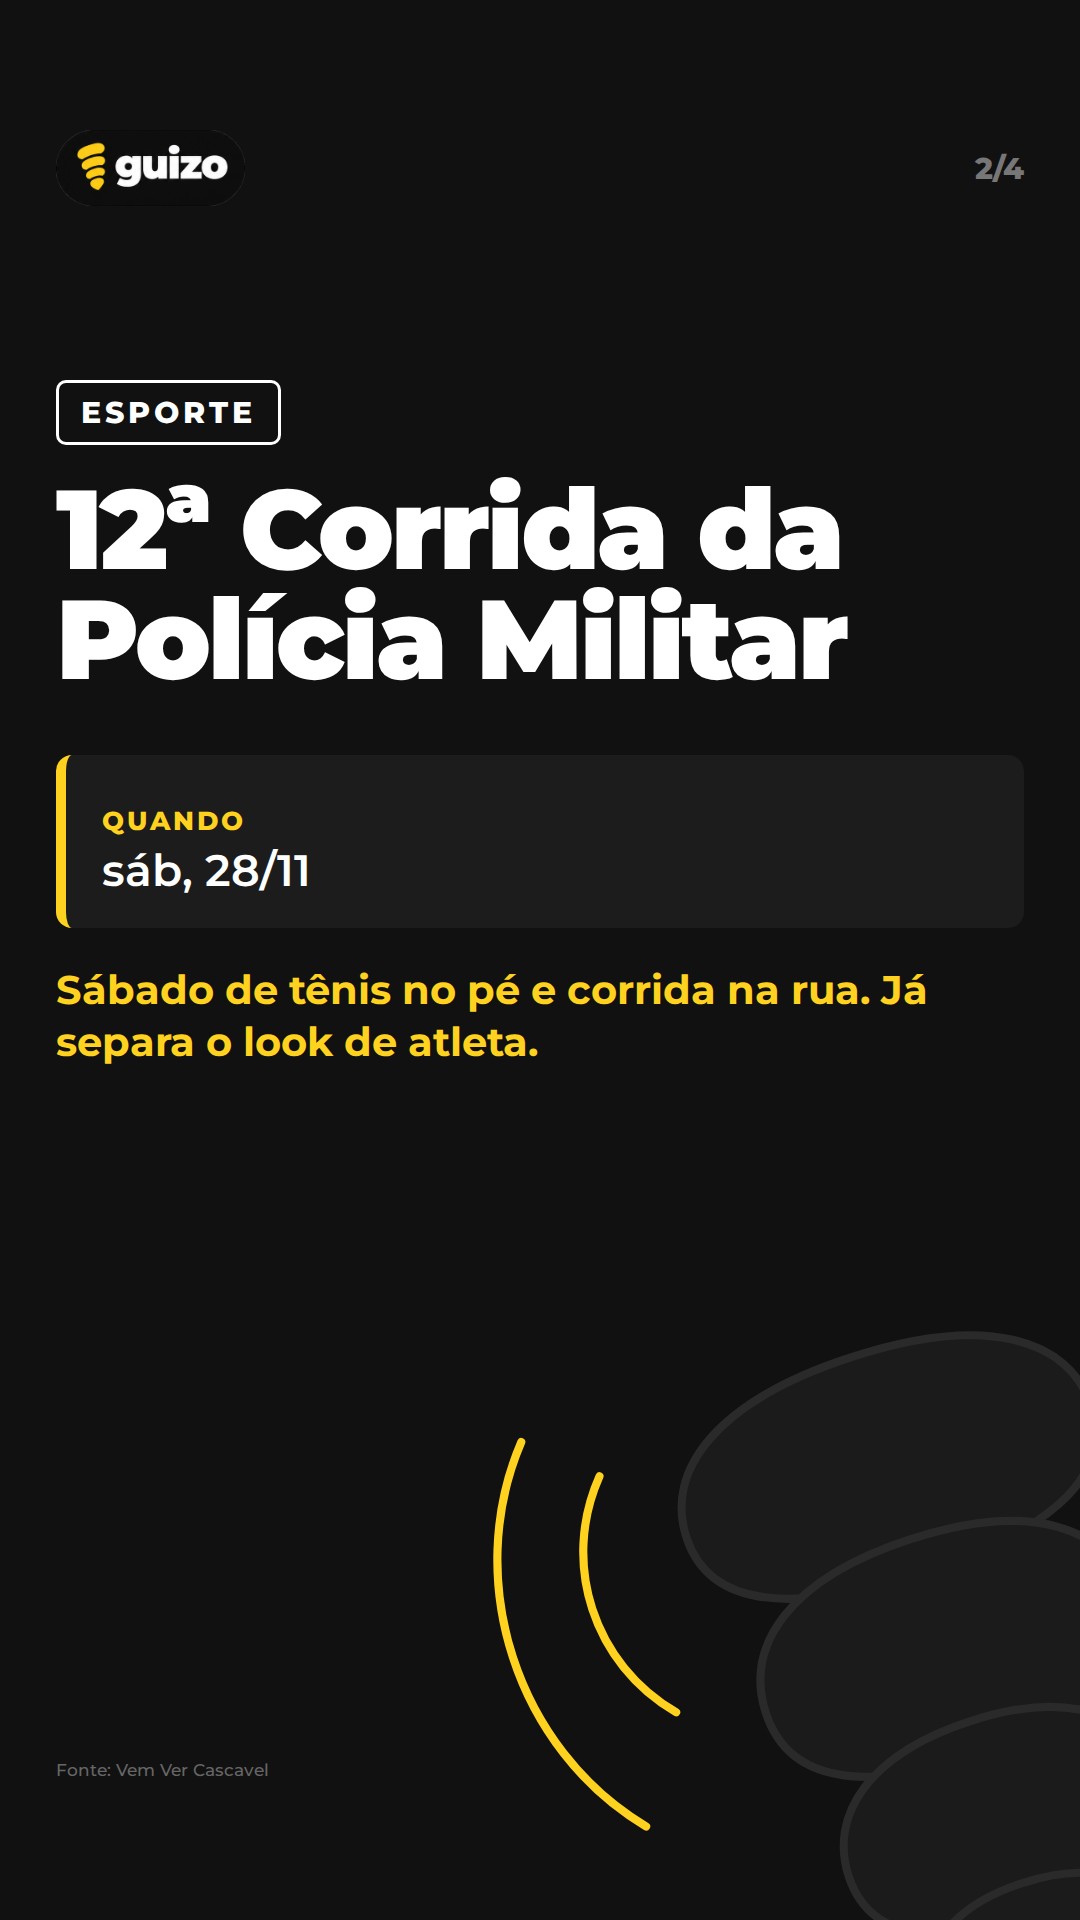 guizo
2/4
ESPORTE
12ª Corrida da
Polícia Militar
QUANDO
sáb, 28/11
Sábado de tênis no pé e corrida na rua. Já
separa o look de atleta.
Fonte: Vem Ver Cascavel